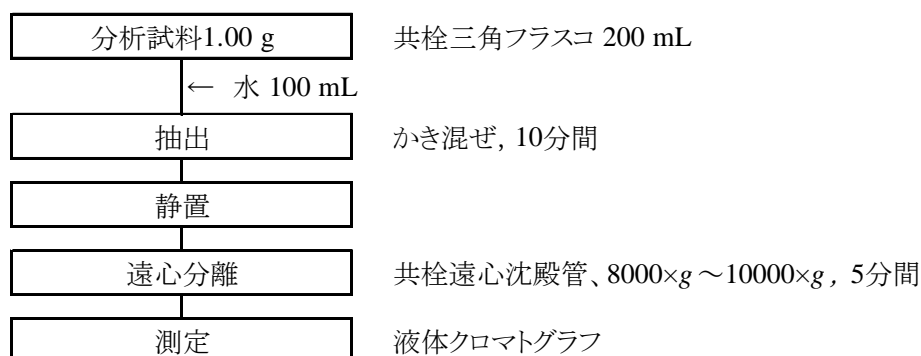 分析試料1.00 g 共栓三角フラスコ 200 mL
← 水 100 mL
抽出 かき混ぜ, 10分間
静置
遠心分離 共栓遠心沈殿管、8000×g～10000×g , 5分間
測定 液体クロマトグラフ